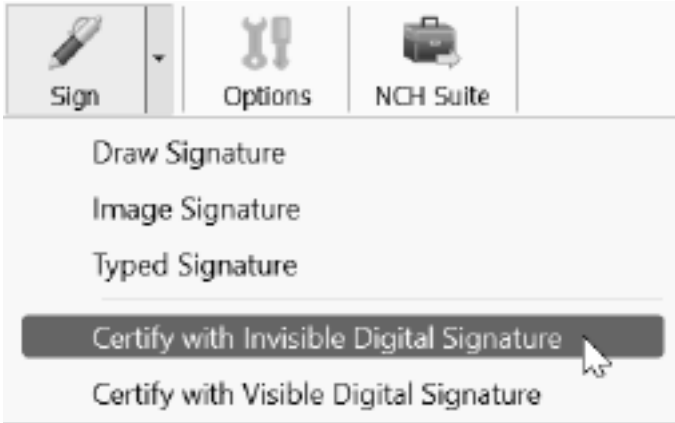 Sign Options NCH Suite
Draw Signature
Image Signature
Typed Signature
Certify with Invisible Digital Signature
Certify with Visible Digital Signature